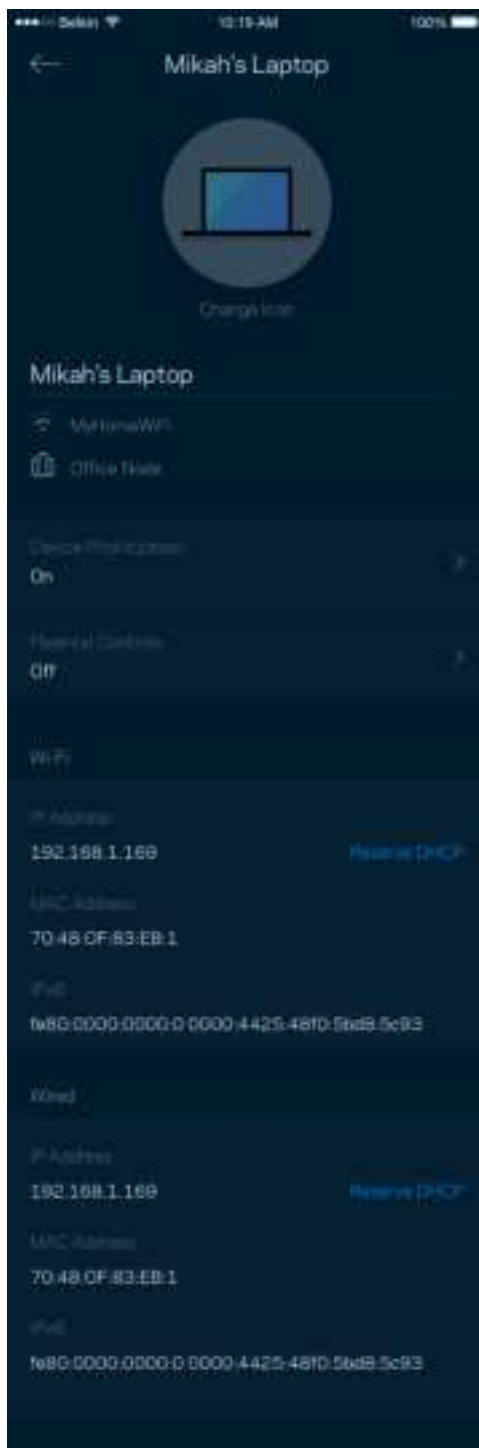 Belkin 10:19 AM 100%
Mikah's Laptop
Change Icon
Mikah's Laptop
MyHomeWiFi
Office Node
Device Prioritization
On
Parental Controls
Off
Wi-Fi
IP Address
192.168.1.169
Reserve DHCP
MAC Address
70:48:0F:83:EB:1
IPv6
fe80:0000:0000:0:0000:4425:48f0:5bd8:5c93
Wired
IP Address
192.168.1.169
Reserve DHCP
MAC Address
70:48:0F:83:EB:1
IPv6
fe80:0000:0000:0:0000:4425:48f0:5bd8:5c93